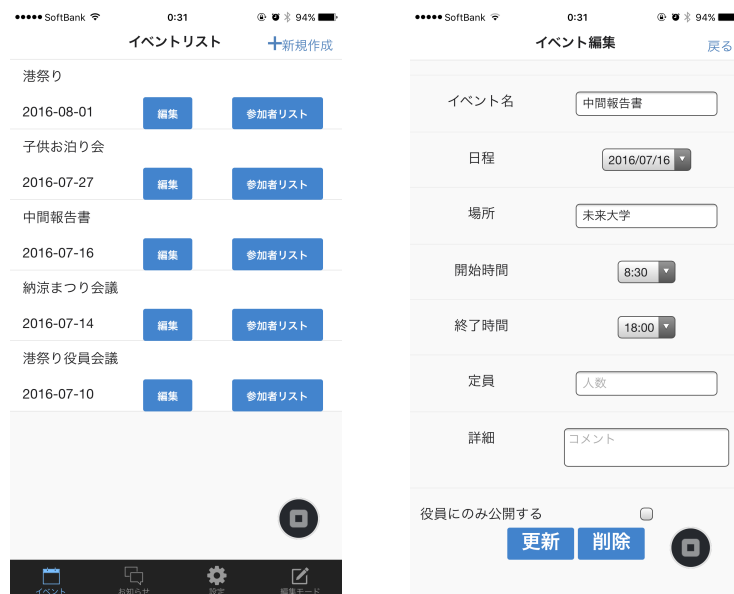 SoftBank 0:31 94%
イベントリスト +新規作成
港祭り
2016-08-01 編集 参加者リスト
子供お泊り会
2016-07-27 編集 参加者リスト
中間報告書
2016-07-16 編集 参加者リスト
納涼まつり会議
2016-07-14 編集 参加者リスト
港祭り役員会議
2016-07-10 編集 参加者リスト
イベント お知らせ 設定 編集モード
SoftBank 0:31 94%
イベント編集 戻る
イベント名 中間報告書
日程 2016/07/16
場所 未来大学
開始時間 8:30
終了時間 18:00
定員 人数
詳細 コメント
役員にのみ公開する
更新 削除